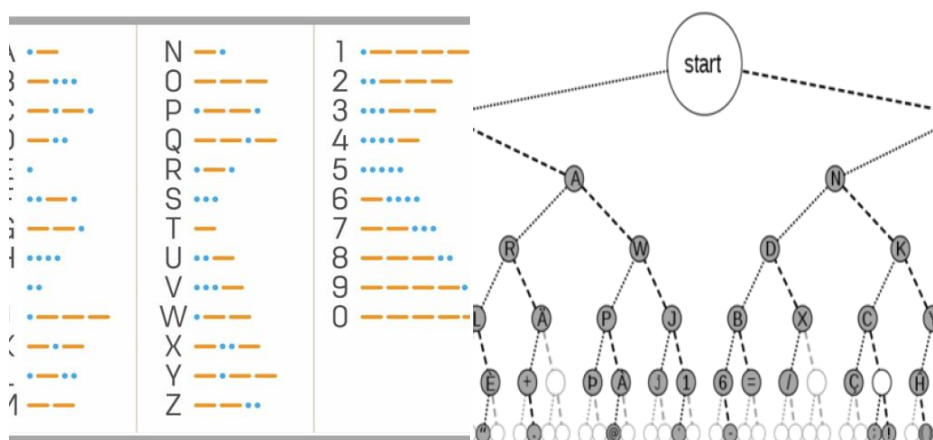 N 1
O 2
P 3
Q 4
R 5
S 6
T 7
U 8
V 9
W 0
X
Y
Z
start
A N
R W D K
Ä P J B X C
È + Þ À Ĵ 1 6 = / Ç Ĥ